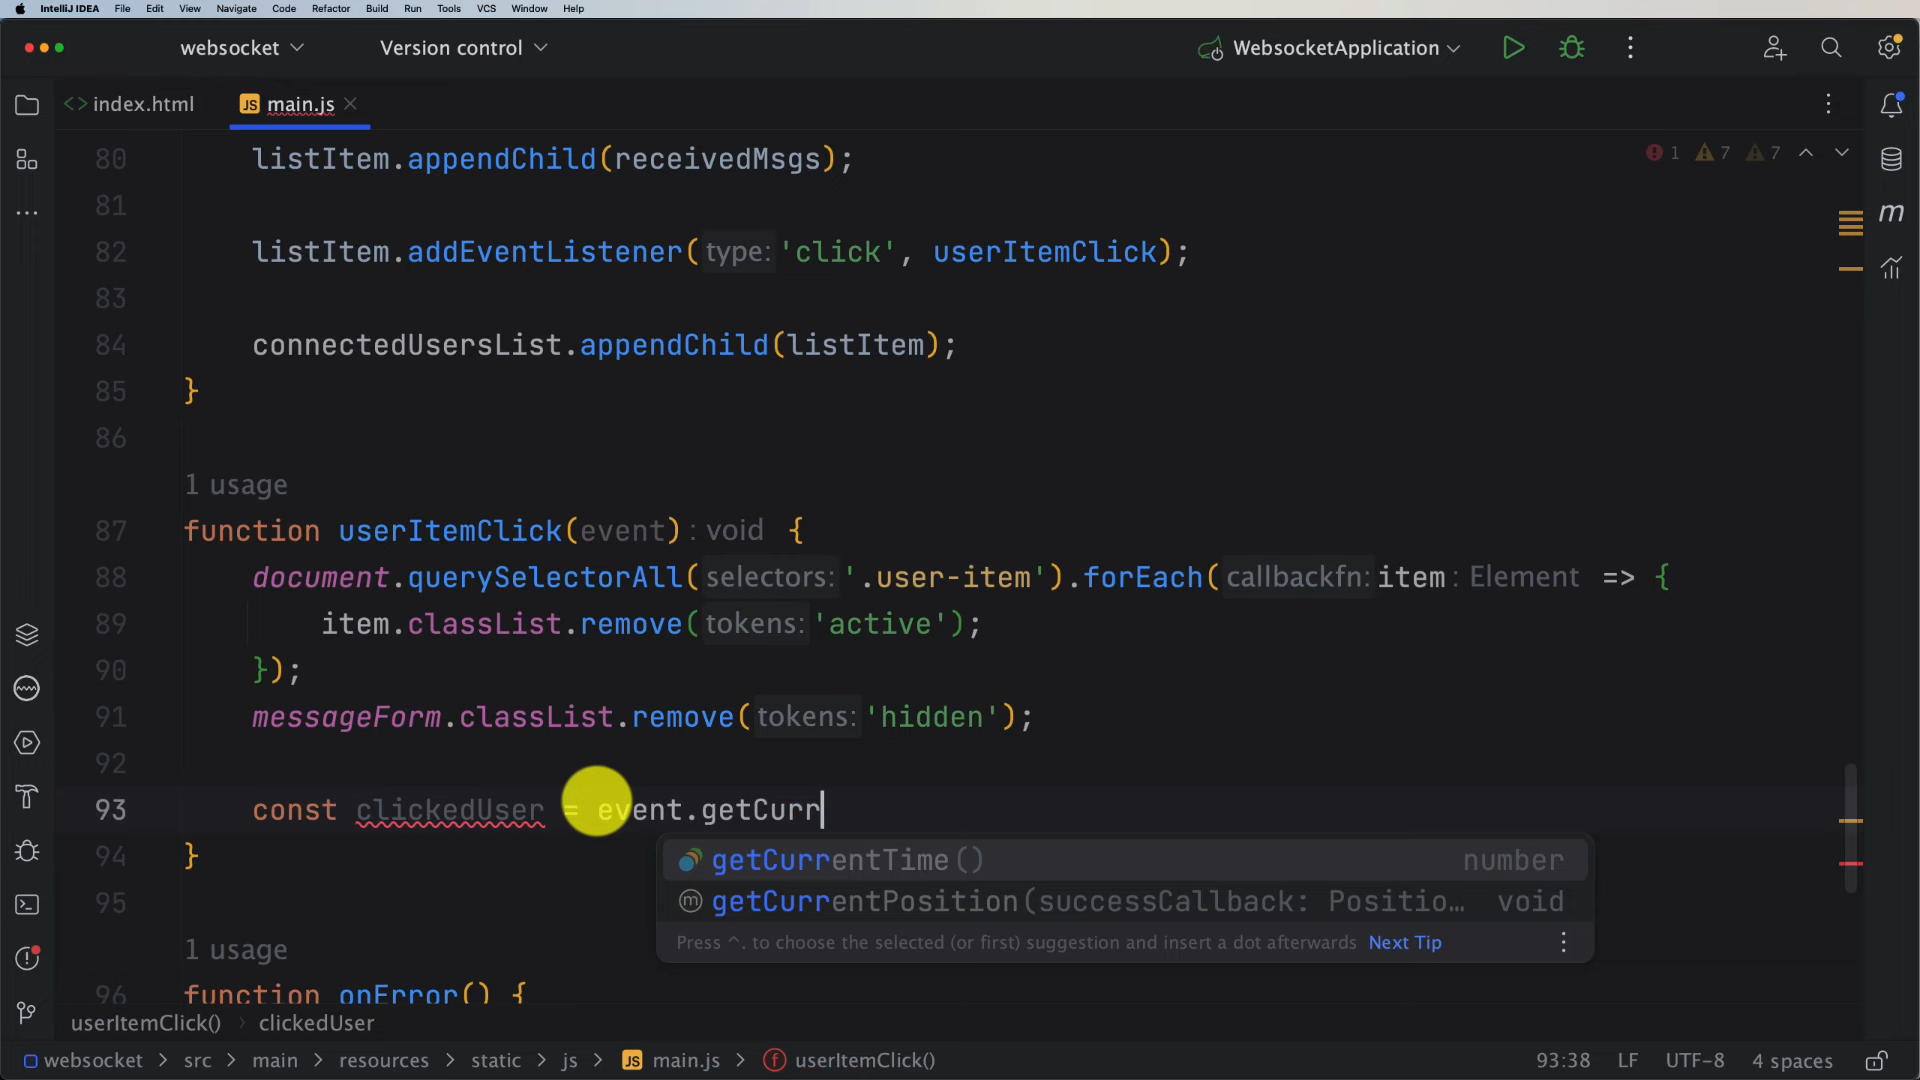 IntelliJ IDEA File Edit View Navigate Code Refactor Build Run Tools VCS Window Help
websocket Version control WebsocketApplication
index.html JS main.js
80 listItem.appendChild(receivedMsgs); 1 7 7
81
82 listItem.addEventListener( type: 'click', userItemClick);
83
84 connectedUsersList.appendChild(listItem);
85 }
86
1 usage
87 function userItemClick(event) : void {
88 document.querySelectorAll( selectors: '.user-item').forEach( callbackfn: item : Element => {
89 item.classList.remove( tokens: 'active');
90 });
91 messageForm.classList.remove( tokens: 'hidden');
92
93 const clickedUser = event.getCurr
94 }
getCurrentTime() number
95
getCurrentPosition(successCallback: Positio... void
Press ^. to choose the selected (or first) suggestion and insert a dot afterwards Next Tip
1 usage
96 function onError() {
userItemClick() > clickedUser
websocket > src > main > resources > static > js > JS main.js > f userItemClick() 93:38 LF UTF-8 4 spaces